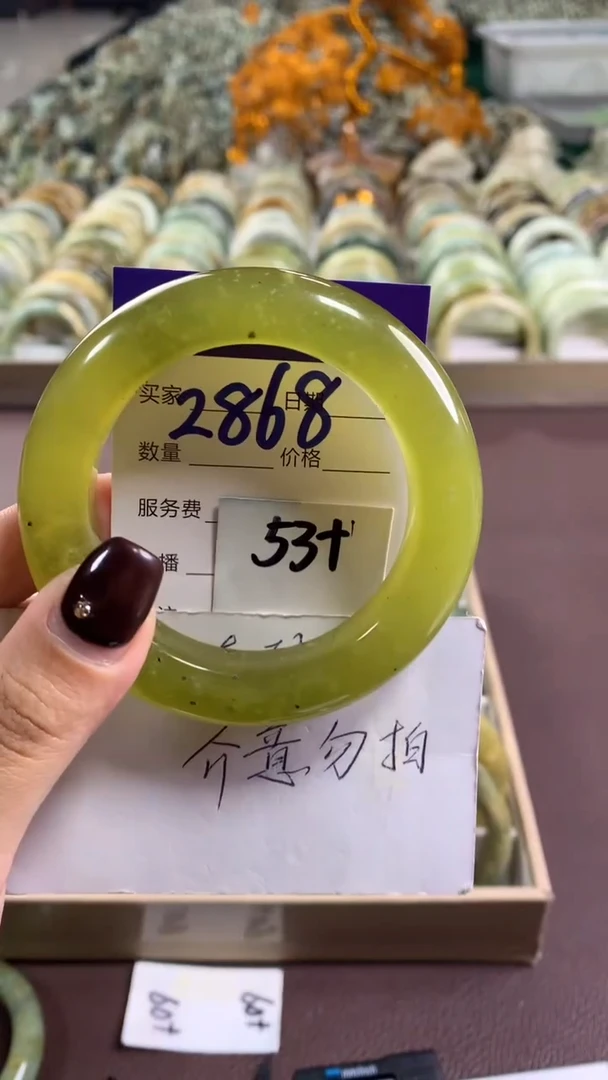 买家 2868 日期
数量 价格
服务费
播
53+
介意勿拍
60+ 60+